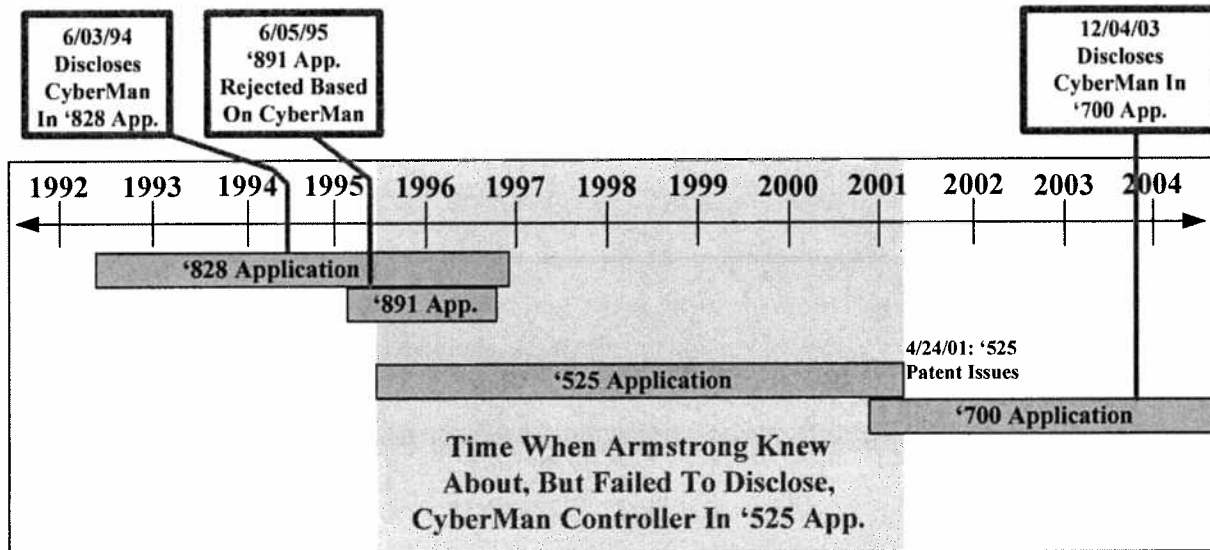 6/03/94
Discloses
CyberMan
In ‘828 App.
6/05/95
‘891 App.
Rejected Based
On CyberMan
12/04/03
Discloses
CyberMan In
‘700 App.
1992 1993 1994 1995 1996 1997 1998 1999 2000 2001 2002 2003 2004
‘828 Application
‘891 App.
‘525 Application
4/24/01: ‘525
Patent Issues
‘700 Application
Time When Armstrong Knew
About, But Failed To Disclose,
CyberMan Controller In ‘525 App.